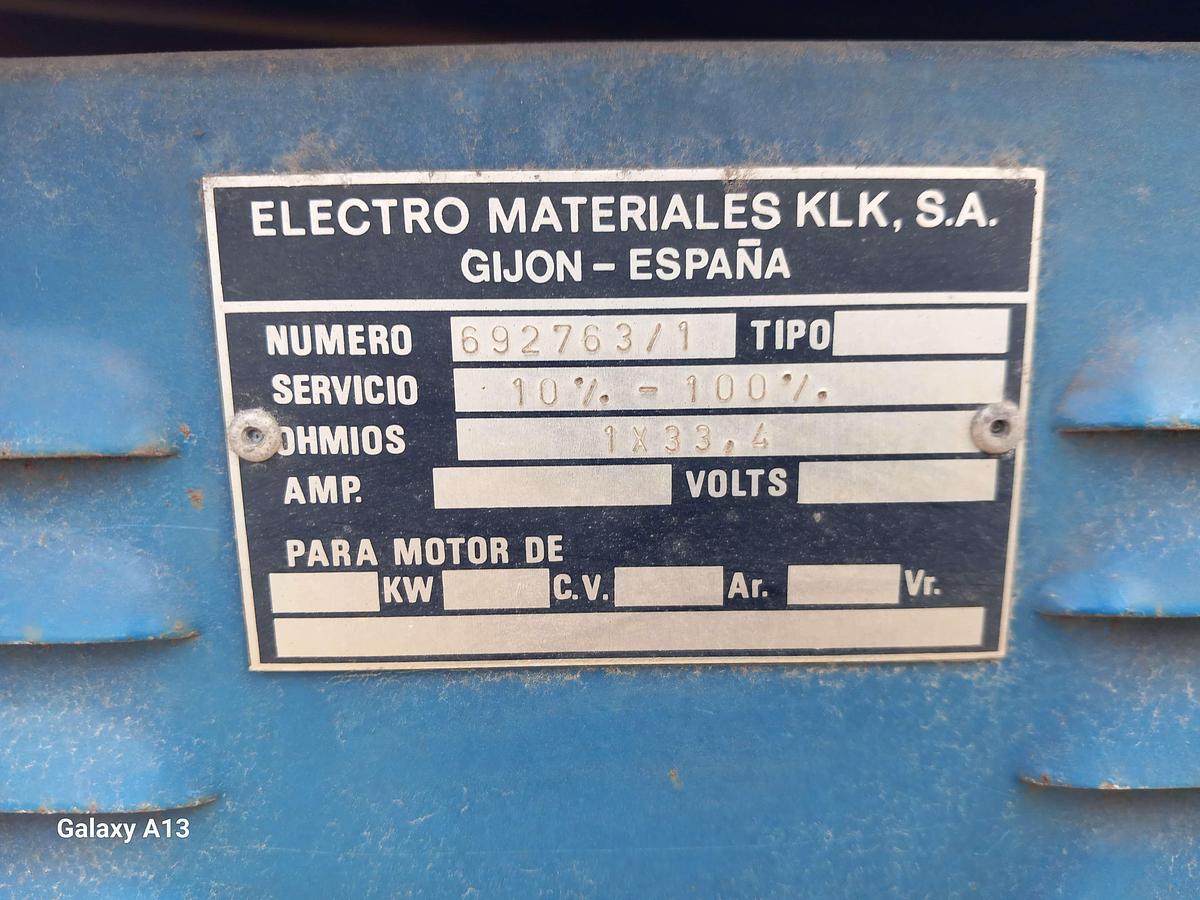 ELECTRO MATERIALES KLK, S.A.
GIJON – ESPAÑA
NUMERO 692763/1 TIPO
SERVICIO 10% - 100%
OHMIOS 1X33,4
AMP. VOLTS
PARA MOTOR DE
KW C.V. Ar. Vr.
Galaxy A13